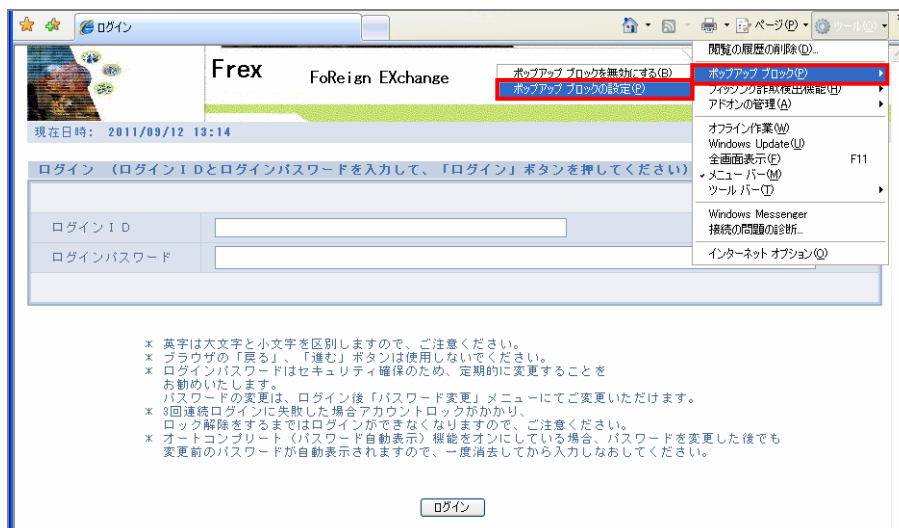 ログイン
ページ(P)
ツール(O)
Frex
FoReign EXchange
ポップアップ ブロックを無効にする(B)
ポップアップ ブロックの設定(P)
閲覧の履歴の削除(D)...
ポップアップ ブロック(P)
フィッシング詐欺検出機能(H)
アドオンの管理(A)
オフライン作業(W)
Windows Update(U)
全画面表示(F) F11
メニュー バー(M)
ツール バー(T)
Windows Messenger
接続の問題の診断...
インターネット オプション(O)
現在日時: 2011/09/12 13:14
ログイン (ログインIDとログインパスワードを入力して、「ログイン」ボタンを押してください)
ログインID
ログインパスワード
* 英字は大文字と小文字を区別しますので、ご注意ください。
* ブラウザの「戻る」、「進む」ボタンは使用しないでください。
* ログインパスワードはセキュリティ確保のため、定期的に変更することを
お勧めいたします。
パスワードの変更は、ログイン後「パスワード変更」メニューにてご変更いただけます。
* 3回連続ログインに失敗した場合アカウントロックがかかり、
ロック解除をするまではログインができなくなりますので、ご注意ください。
* オートコンプリート(パスワード自動表示)機能をオンにしている場合、パスワードを変更した後でも
変更前のパスワードが自動表示されますので、一度消去してから入力しなおしてください。
ログイン